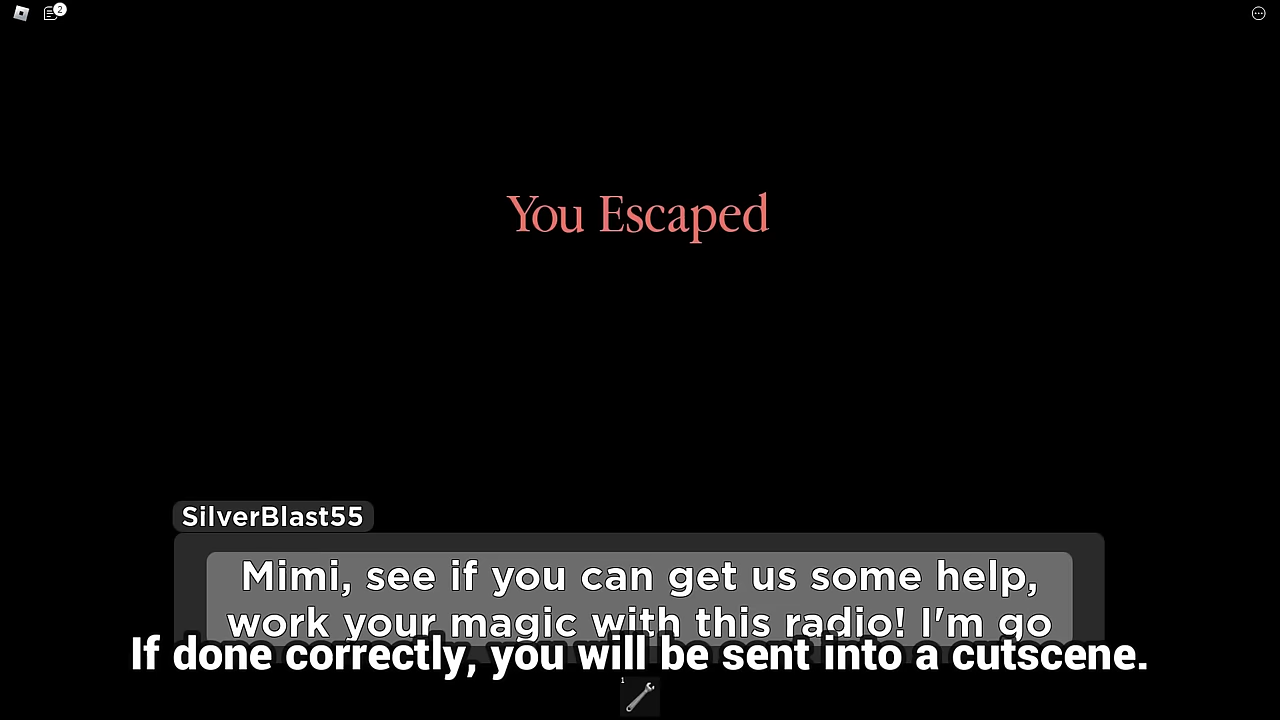 2
You Escaped
SilverBlast55
Mimi, see if you can get us some help,
work your magic with this radio! I'm go
If done correctly, you will be sent into a cutscene.
1